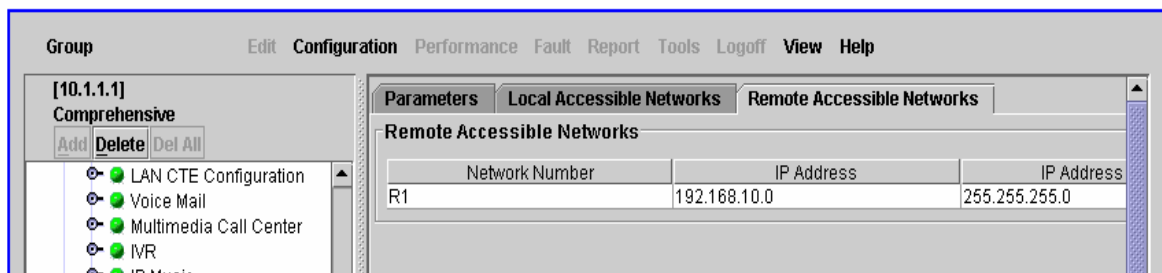 Group Edit Configuration Performance Fault Report Tools Logoff View Help
[10.1.1.1]
Comprehensive
Add Delete Del All
LAN CTE Configuration
Voice Mail
Multimedia Call Center
IVR
IP Music
Parameters Local Accessible Networks Remote Accessible Networks
Remote Accessible Networks
Network Number IP Address IP Address
R1 192.168.10.0 255.255.255.0